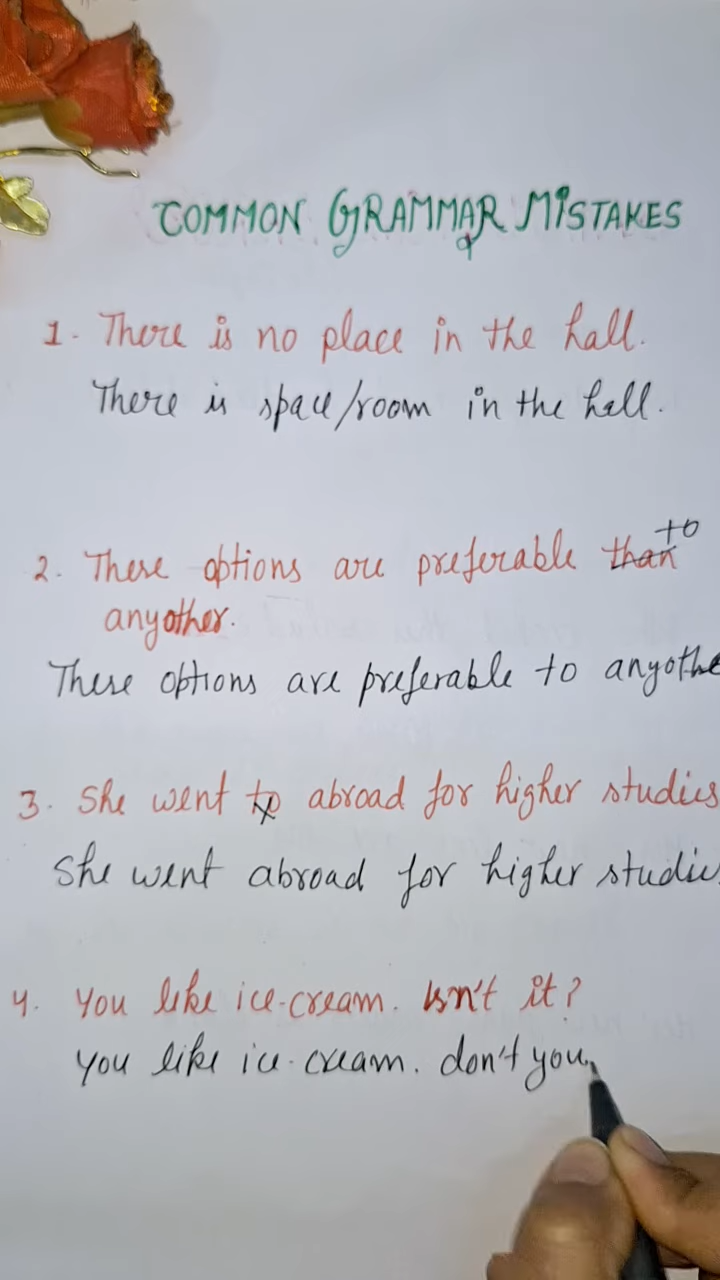 COMMON GRAMMAR MISTAKES
1. There is no place in the hall.
There is space/room in the hall.
to
2. These options are preferable than
anyother.
These options are preferable to anyothe
3. She went to abroad for higher studies
She went abroad for higher studies
4. You like ice-cream. Isn't it?
You like ice-cream. don't you